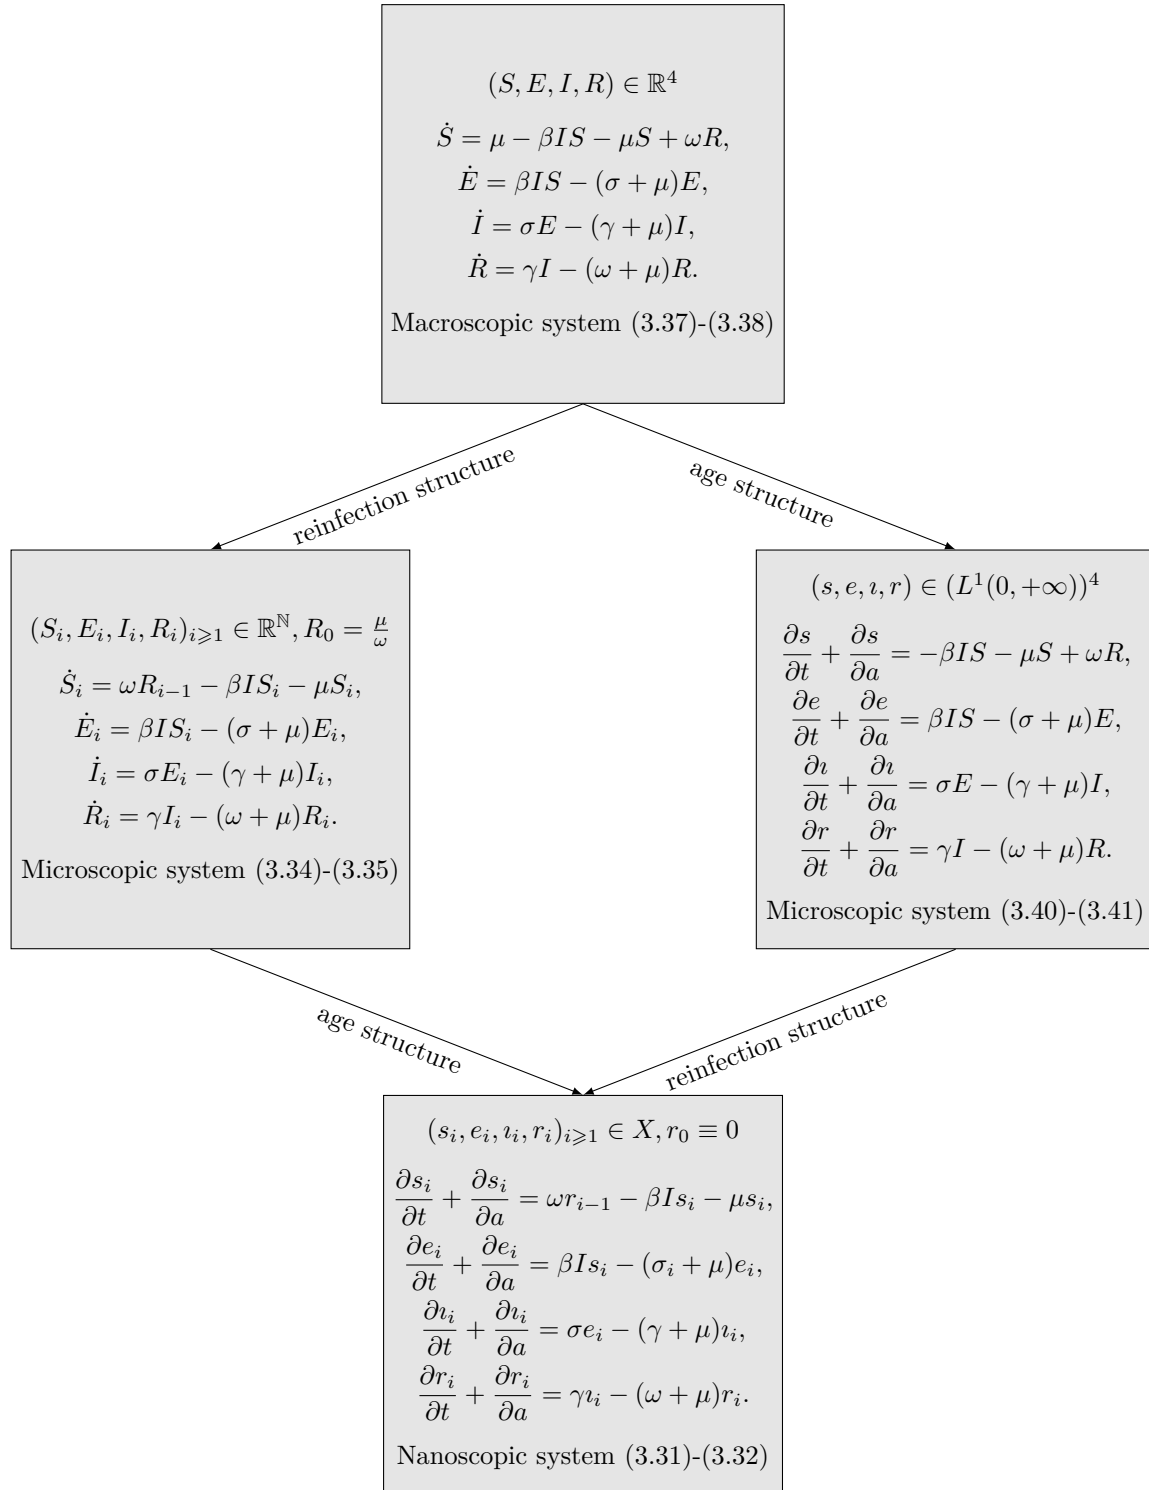 (S, E, I, R) ∈ ℝ⁴
Ṡ = μ − βIS − μS + ωR,
Ė = βIS − (σ + μ)E,
İ = σE − (γ + μ)I,
Ṙ = γI − (ω + μ)R.
Macroscopic system (3.37)-(3.38)
reinfection structure
age structure
(Sᵢ, Eᵢ, Iᵢ, Rᵢ)ᵢ⩾₁ ∈ ℝ^ℕ, R₀ = μ/ω
Ṡᵢ = ωRᵢ₋₁ − βISᵢ − μSᵢ,
Ėᵢ = βISᵢ − (σ + μ)Eᵢ,
İᵢ = σEᵢ − (γ + μ)Iᵢ,
Ṙᵢ = γIᵢ − (ω + μ)Rᵢ.
Microscopic system (3.34)-(3.35)
(s, e, ı, r) ∈ (L¹(0, +∞))⁴
∂s/∂t + ∂s/∂a = −βIS − μS + ωR,
∂e/∂t + ∂e/∂a = βIS − (σ + μ)E,
∂ı/∂t + ∂ı/∂a = σE − (γ + μ)I,
∂r/∂t + ∂r/∂a = γI − (ω + μ)R.
Microscopic system (3.40)-(3.41)
age structure
reinfection structure
(sᵢ, eᵢ, ıᵢ, rᵢ)ᵢ⩾₁ ∈ X, r₀ ≡ 0
∂sᵢ/∂t + ∂sᵢ/∂a = ωrᵢ₋₁ − βIsᵢ − μsᵢ,
∂eᵢ/∂t + ∂eᵢ/∂a = βIsᵢ − (σᵢ + μ)eᵢ,
∂ıᵢ/∂t + ∂ıᵢ/∂a = σeᵢ − (γ + μ)ıᵢ,
∂rᵢ/∂t + ∂rᵢ/∂a = γıᵢ − (ω + μ)rᵢ.
Nanoscopic system (3.31)-(3.32)